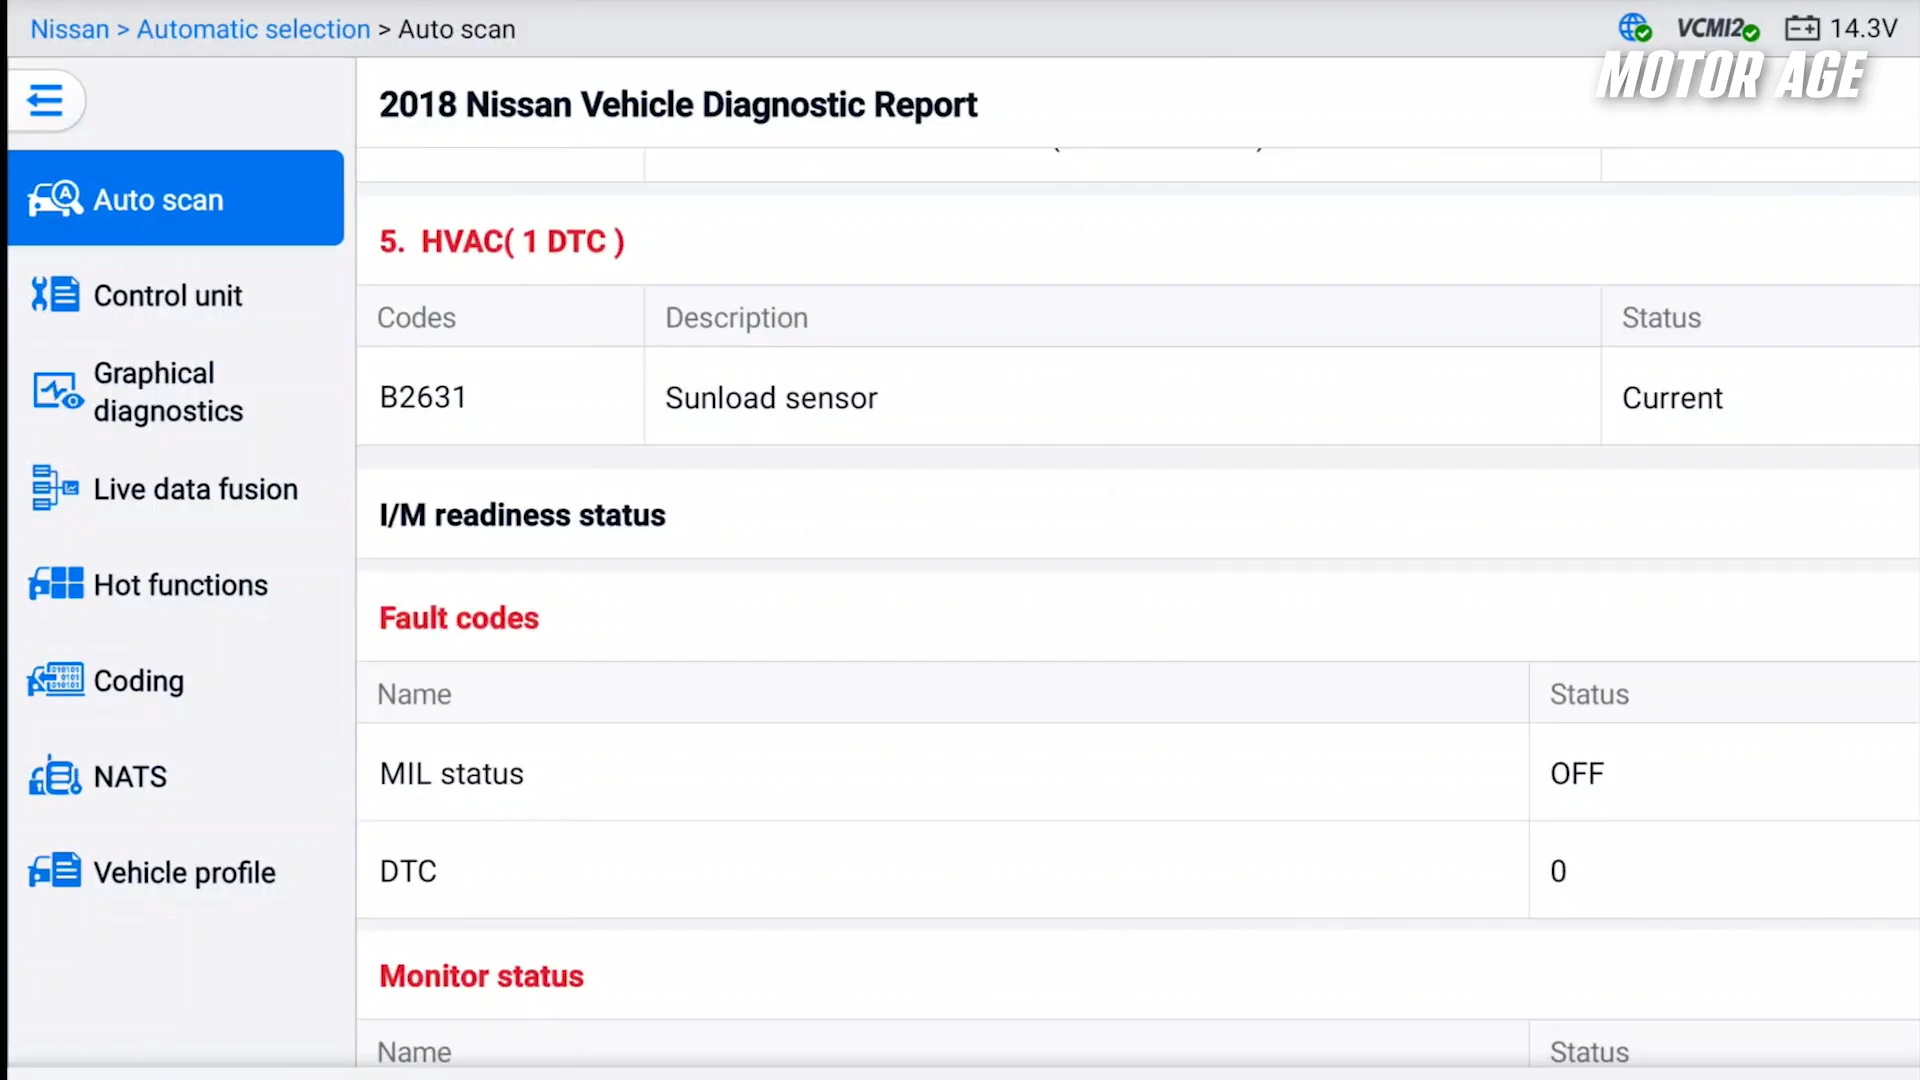 Nissan > Automatic selection > Auto scan
VCMI2
14.3V
MOTOR AGE
2018 Nissan Vehicle Diagnostic Report
Auto scan
Control unit
Graphical
diagnostics
Live data fusion
Hot functions
Coding
NATS
Vehicle profile
5. HVAC( 1 DTC )
Codes Description Status
B2631 Sunload sensor Current
I/M readiness status
Fault codes
Name Status
MIL status OFF
DTC 0
Monitor status
Name Status